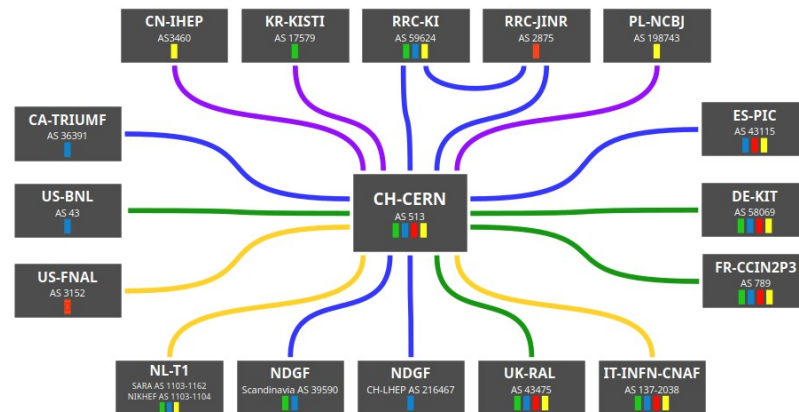 CN-IHEP
AS3460
KR-KISTI
AS 17579
RRC-KI
AS 59624
RRC-JINR
AS 2875
PL-NCBJ
AS 198743
CA-TRIUMF
AS 36391
ES-PIC
AS 43115
US-BNL
AS 43
CH-CERN
AS 513
DE-KIT
AS 58069
US-FNAL
AS 3152
FR-CCIN2P3
AS 789
NL-T1
SARA AS 1103-1162
NIKHEF AS 1103-1104
NDGF
Scandinavia AS 39590
NDGF
CH-LHEP AS 216467
UK-RAL
AS 43475
IT-INFN-CNAF
AS 137-2038